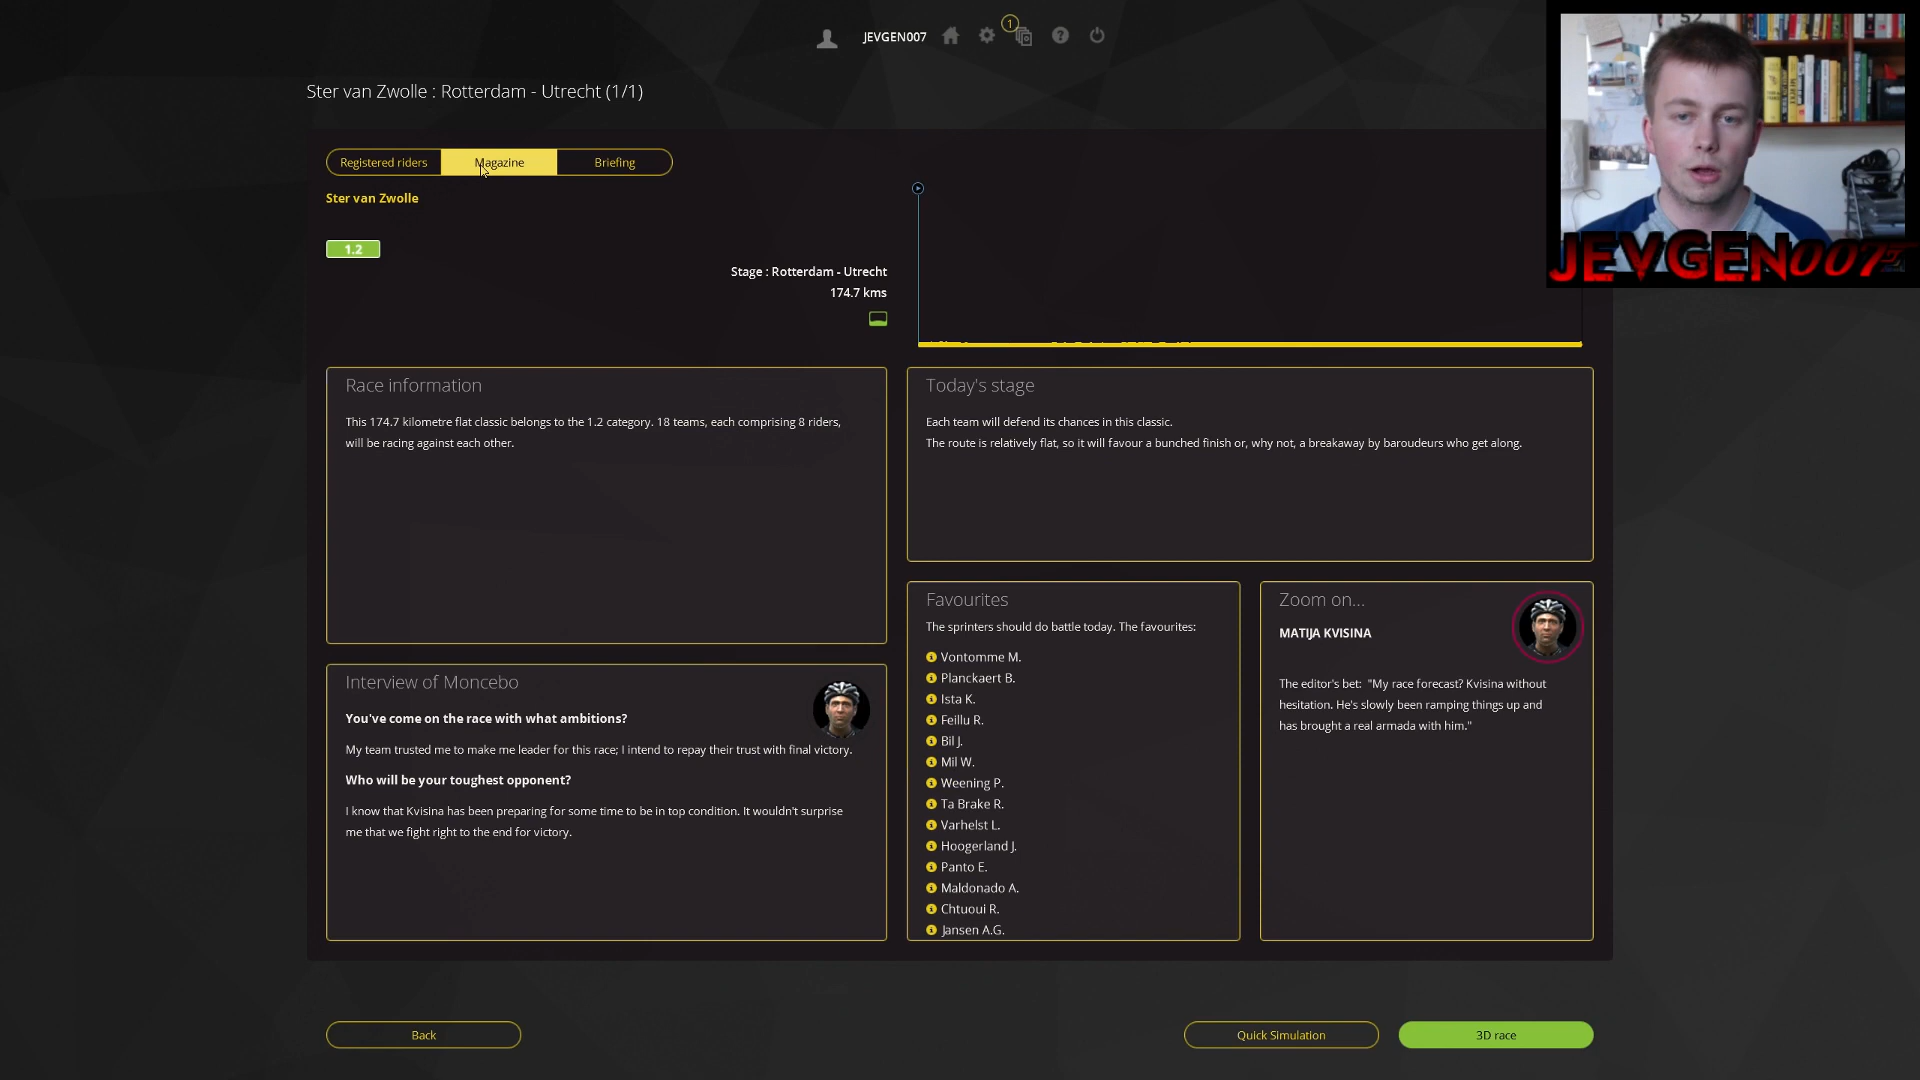 1
JEVGEN007
Ster van Zwolle : Rotterdam - Utrecht (1/1)
Registered riders
Magazine
Briefing
Ster van Zwolle
1.2
Stage : Rotterdam - Utrecht
174.7 kms
JEVGEN007
Race information
This 174.7 kilometre flat classic belongs to the 1.2 category. 18 teams, each comprising 8 riders,
will be racing against each other.
Today's stage
Each team will defend its chances in this classic.
The route is relatively flat, so it will favour a bunched finish or, why not, a breakaway by baroudeurs who get along.
Interview of Moncebo
You've come on the race with what ambitions?
My team trusted me to make me leader for this race; I intend to repay their trust with final victory.
Who will be your toughest opponent?
I know that Kvisina has been preparing for some time to be in top condition. It wouldn't surprise
me that we fight right to the end for victory.
Favourites
The sprinters should do battle today. The favourites:
Vontomme M.
Planckaert B.
Ista K.
Feillu R.
Bil J.
Mil W.
Weening P.
Ta Brake R.
Varhelst L.
Hoogerland J.
Panto E.
Maldonado A.
Chtuoui R.
Jansen A.G.
Zoom on...
MATIJA KVISINA
The editor's bet: "My race forecast? Kvisina without
hesitation. He's slowly been ramping things up and
has brought a real armada with him."
Back
Quick Simulation
3D race